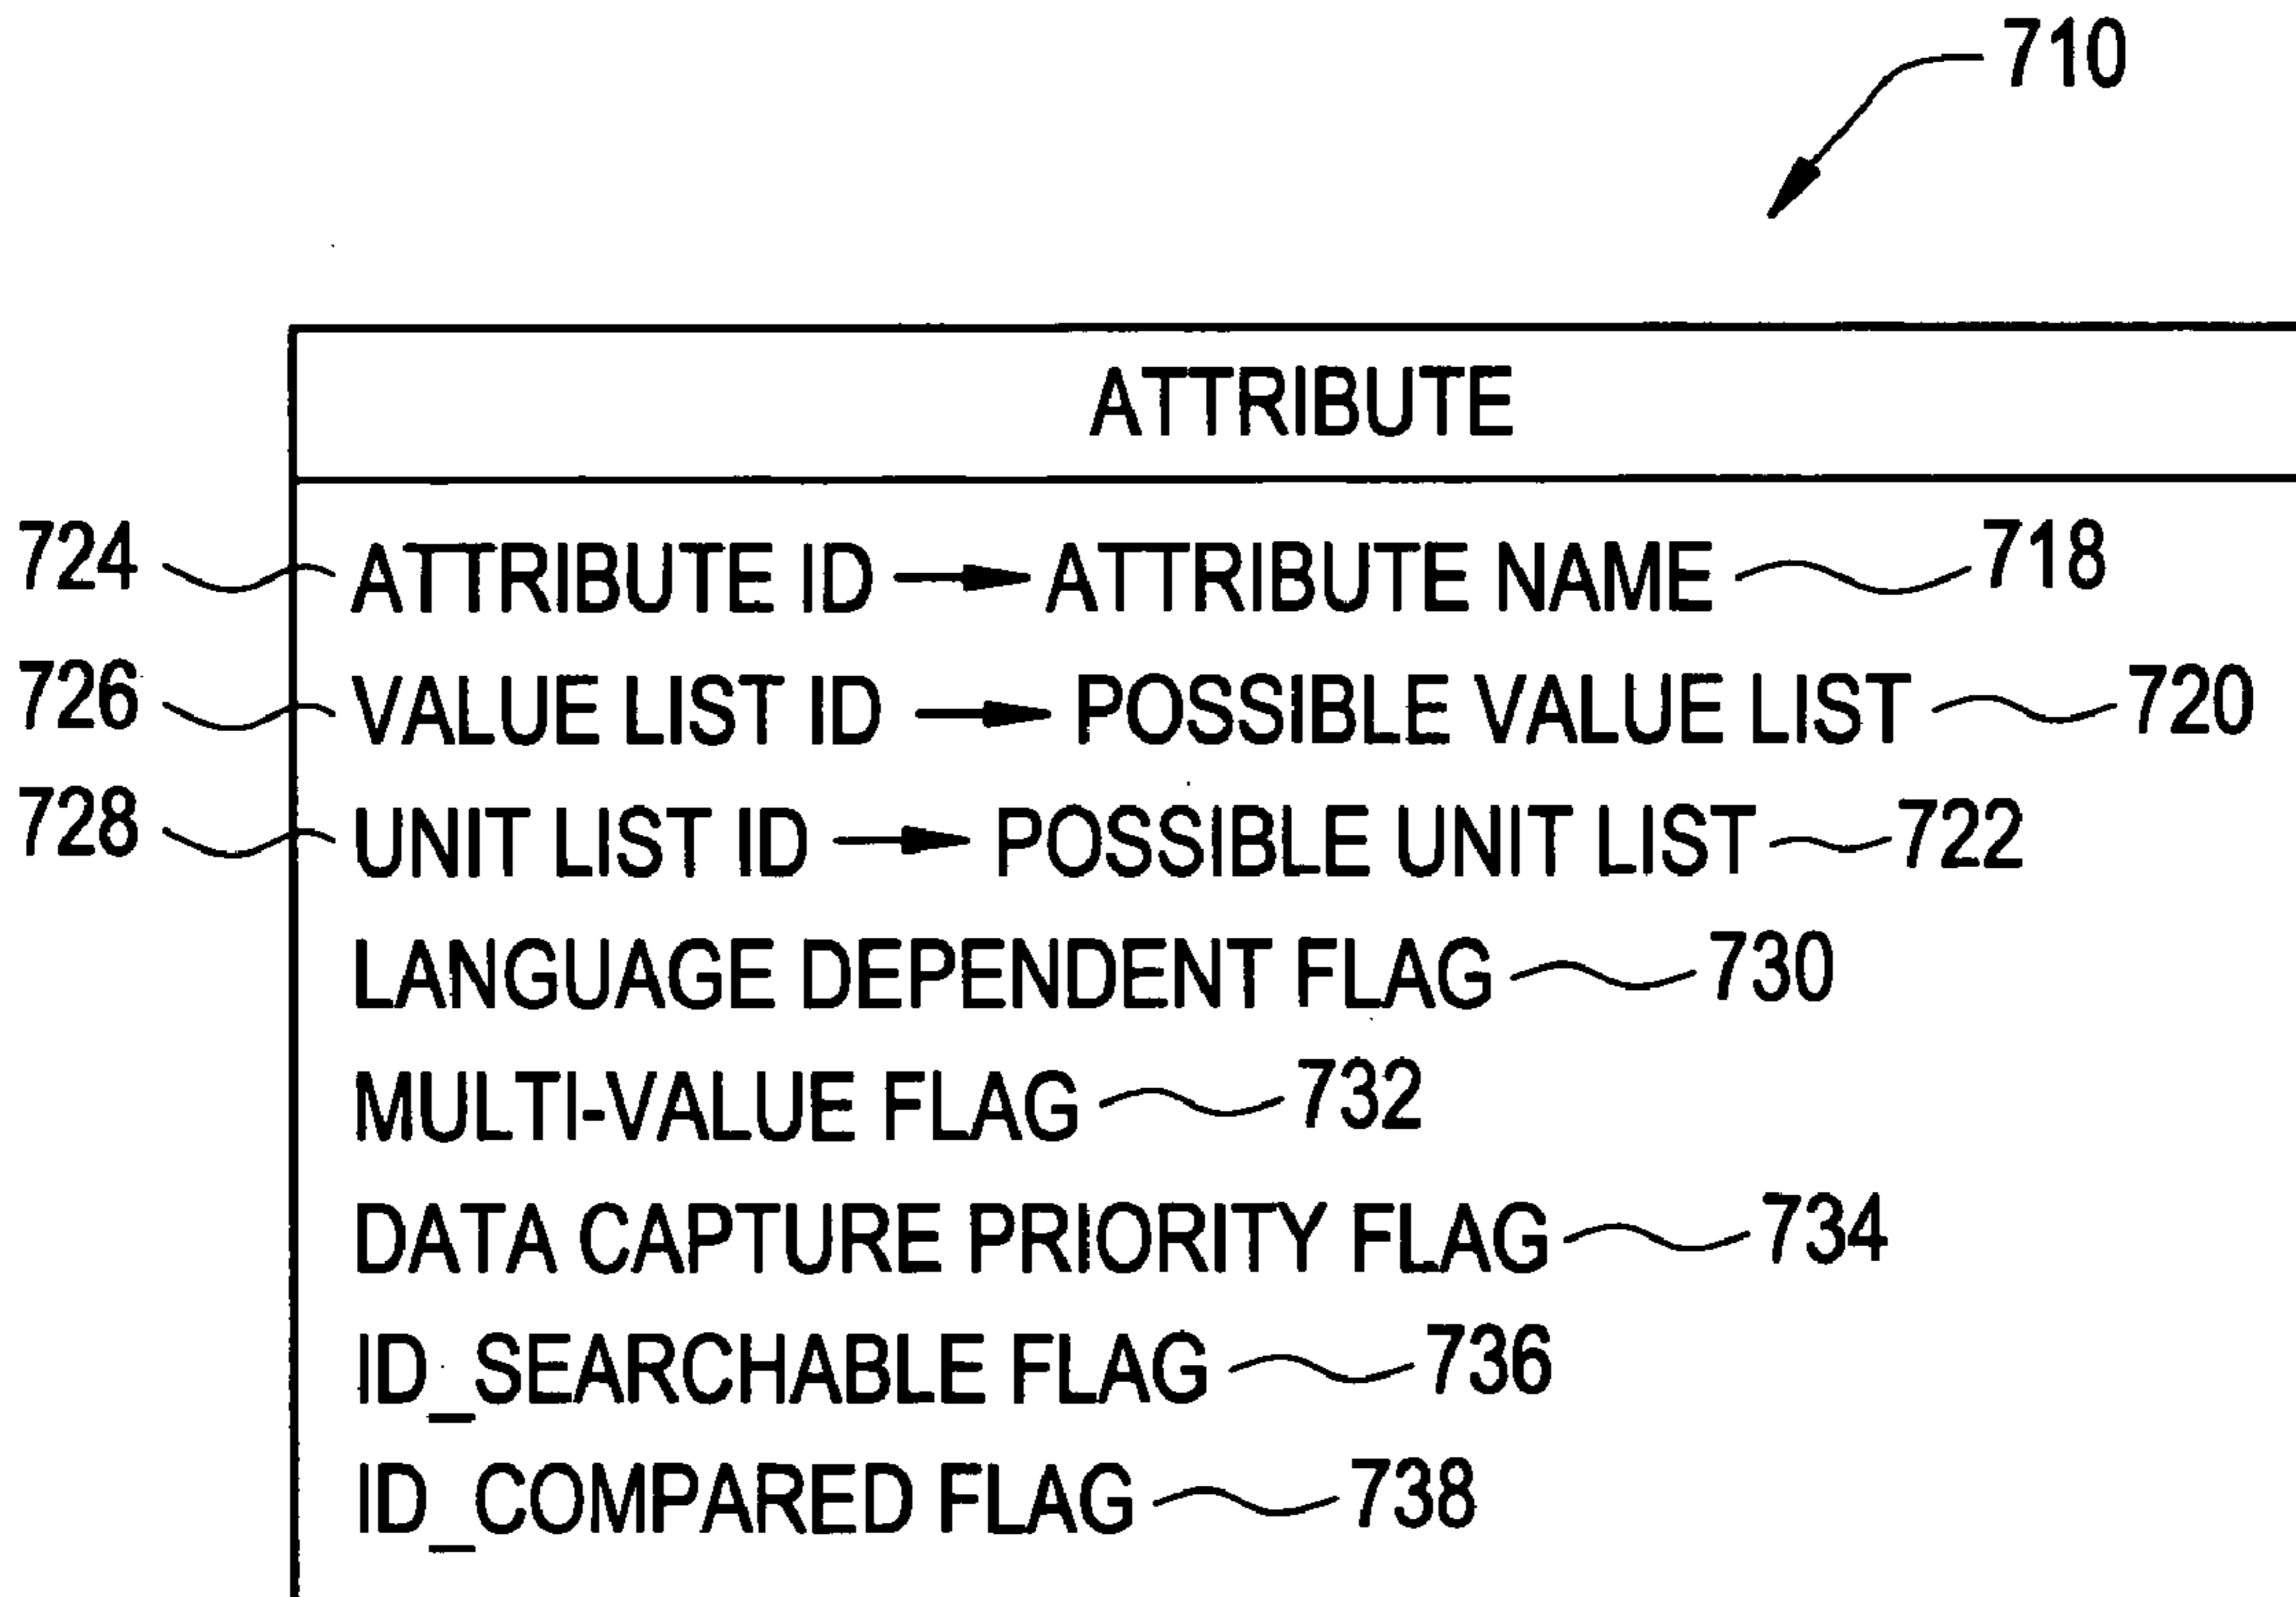 710
ATTRIBUTE
724 ATTRIBUTE ID ATTRIBUTE NAME 718
726 VALUE LIST ID POSSIBLE VALUE LIST 720
728 UNIT LIST ID POSSIBLE UNIT LIST 722
LANGUAGE DEPENDENT FLAG 730
MULTI-VALUE FLAG 732
DATA CAPTURE PRIORITY FLAG 734
ID_SEARCHABLE FLAG 736
ID_COMPARED FLAG 738